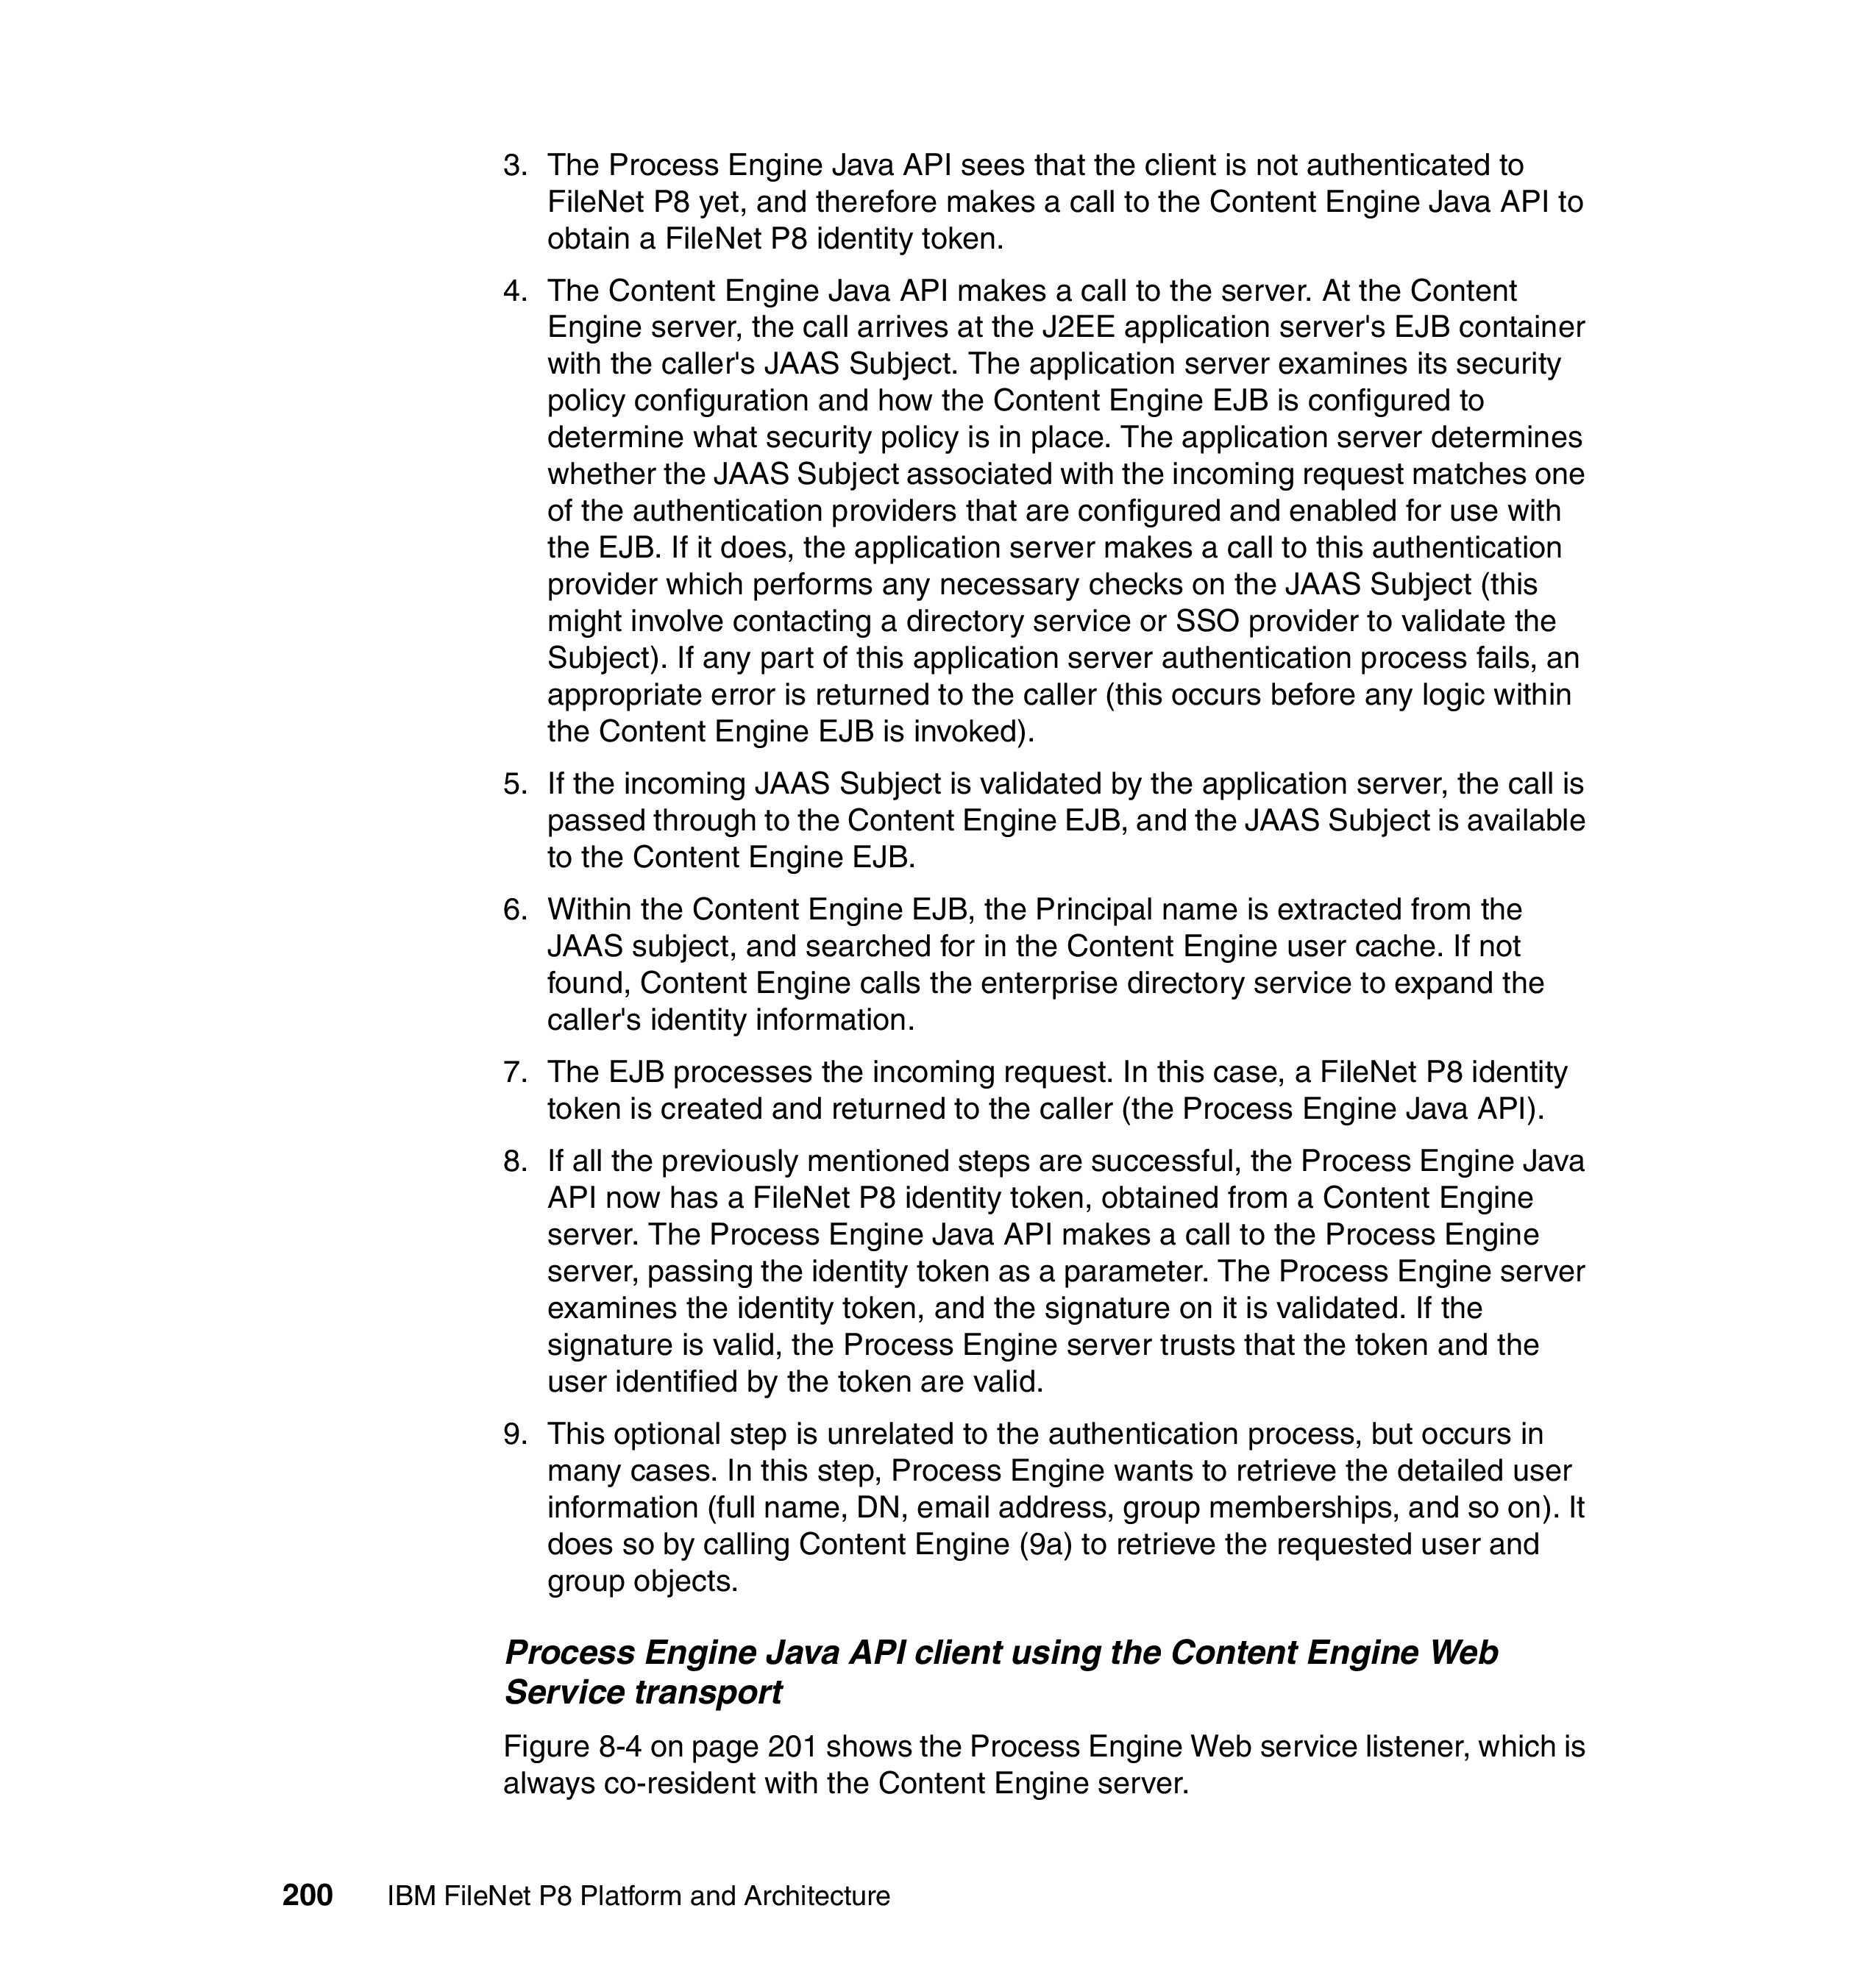 3. The Process Engine Java API sees that the client is not authenticated to
FileNet P8 yet, and therefore makes a call to the Content Engine Java API to
obtain a FileNet P8 identity token.
4. The Content Engine Java API makes a call to the server. At the Content
Engine server, the call arrives at the J2EE application server's EJB container
with the caller's JAAS Subject. The application server examines its security
policy configuration and how the Content Engine EJB is configured to
determine what security policy is in place. The application server determines
whether the JAAS Subject associated with the incoming request matches one
of the authentication providers that are configured and enabled for use with
the EJB. If it does, the application server makes a call to this authentication
provider which performs any necessary checks on the JAAS Subject (this
might involve contacting a directory service or SSO provider to validate the
Subject). If any part of this application server authentication process fails, an
appropriate error is returned to the caller (this occurs before any logic within
the Content Engine EJB is invoked).
5. If the incoming JAAS Subject is validated by the application server, the call is
passed through to the Content Engine EJB, and the JAAS Subject is available
to the Content Engine EJB.
6. Within the Content Engine EJB, the Principal name is extracted from the
JAAS subject, and searched for in the Content Engine user cache. If not
found, Content Engine calls the enterprise directory service to expand the
caller's identity information.
7. The EJB processes the incoming request. In this case, a FileNet P8 identity
token is created and returned to the caller (the Process Engine Java API).
8. If all the previously mentioned steps are successful, the Process Engine Java
API now has a FileNet P8 identity token, obtained from a Content Engine
server. The Process Engine Java API makes a call to the Process Engine
server, passing the identity token as a parameter. The Process Engine server
examines the identity token, and the signature on it is validated. If the
signature is valid, the Process Engine server trusts that the token and the
user identified by the token are valid.
9. This optional step is unrelated to the authentication process, but occurs in
many cases. In this step, Process Engine wants to retrieve the detailed user
information (full name, DN, email address, group memberships, and so on). It
does so by calling Content Engine (9a) to retrieve the requested user and
group objects.
Process Engine Java API client using the Content Engine Web
Service transport
Figure 8-4 on page 201 shows the Process Engine Web service listener, which is
always co-resident with the Content Engine server.
200 IBM FileNet P8 Platform and Architecture